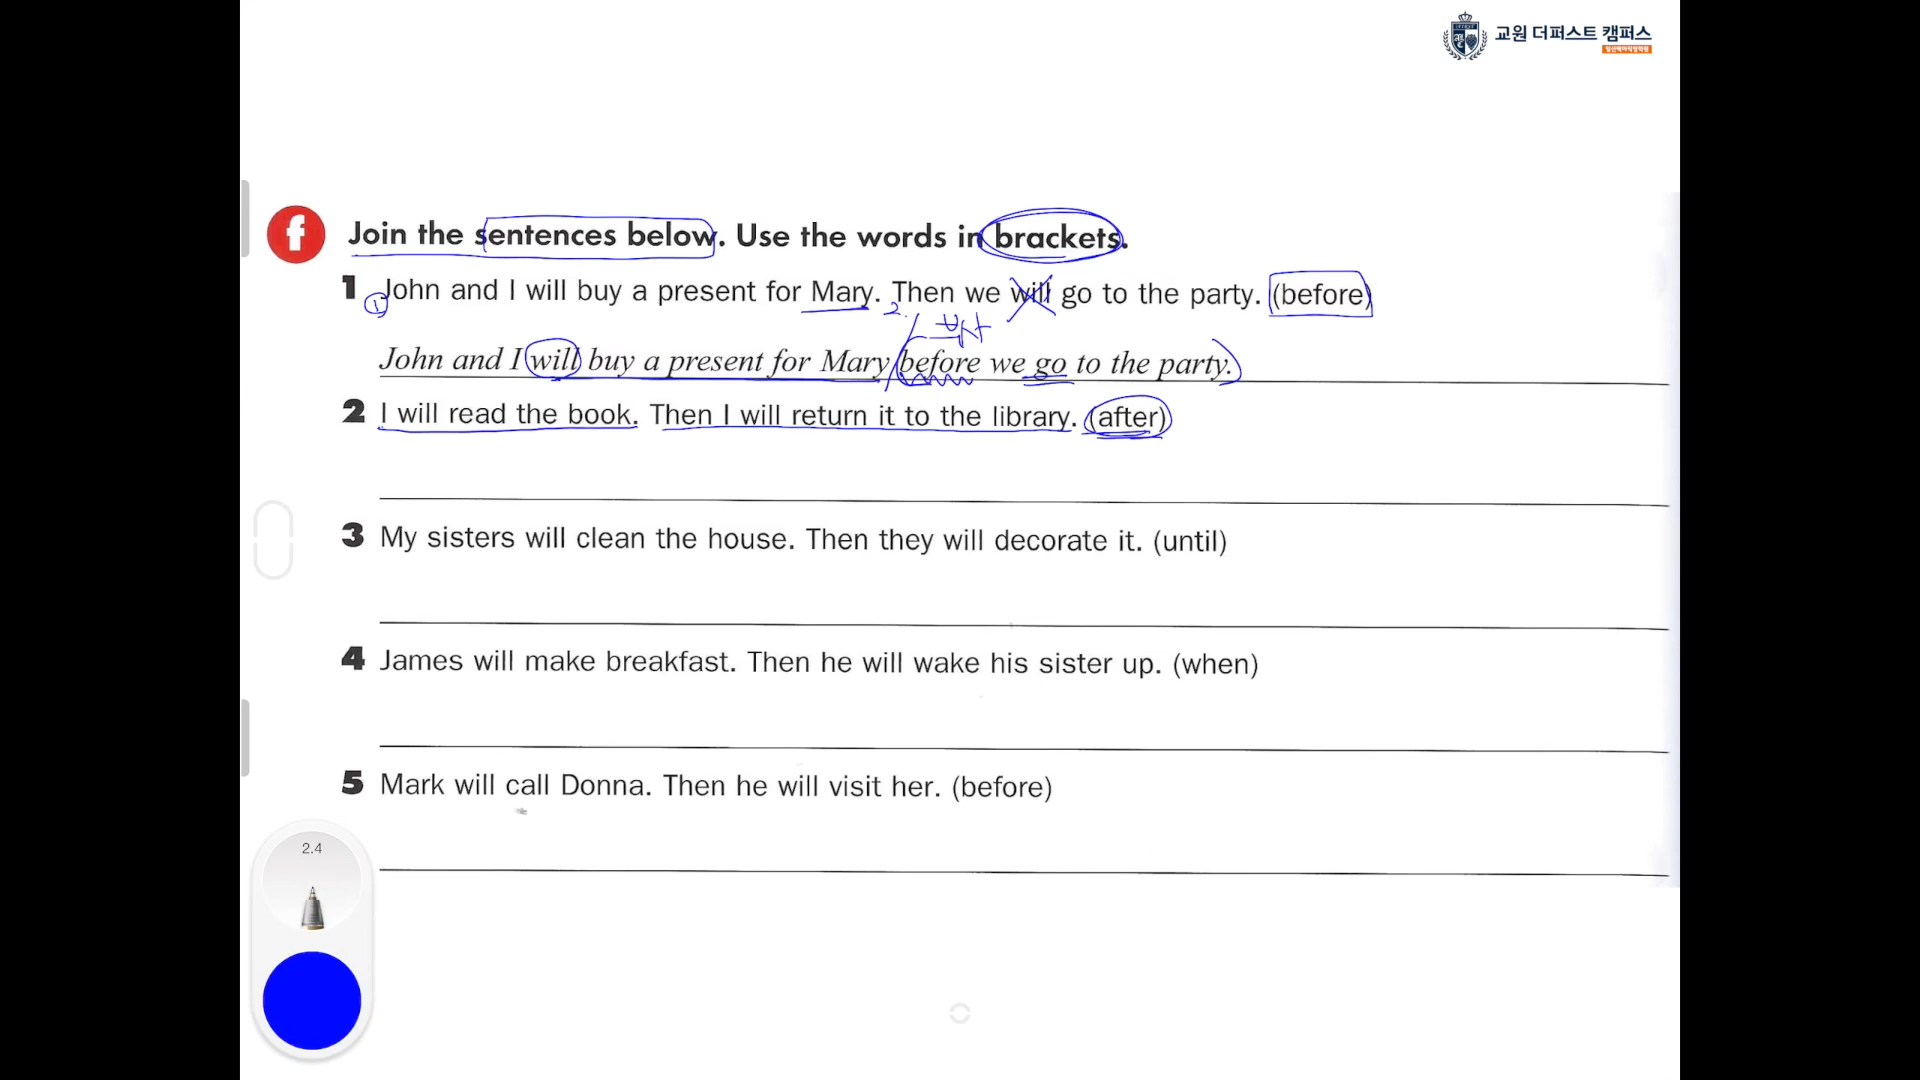 교원 더퍼스트 캠퍼스
f Join the sentences below. Use the words in brackets.
1 John and I will buy a present for Mary. Then we will go to the party. (before)
① 2.
부사
John and I will buy a present for Mary before we go to the party.
2 I will read the book. Then I will return it to the library. (after)
3 My sisters will clean the house. Then they will decorate it. (until)
4 James will make breakfast. Then he will wake his sister up. (when)
5 Mark will call Donna. Then he will visit her. (before)
2.4